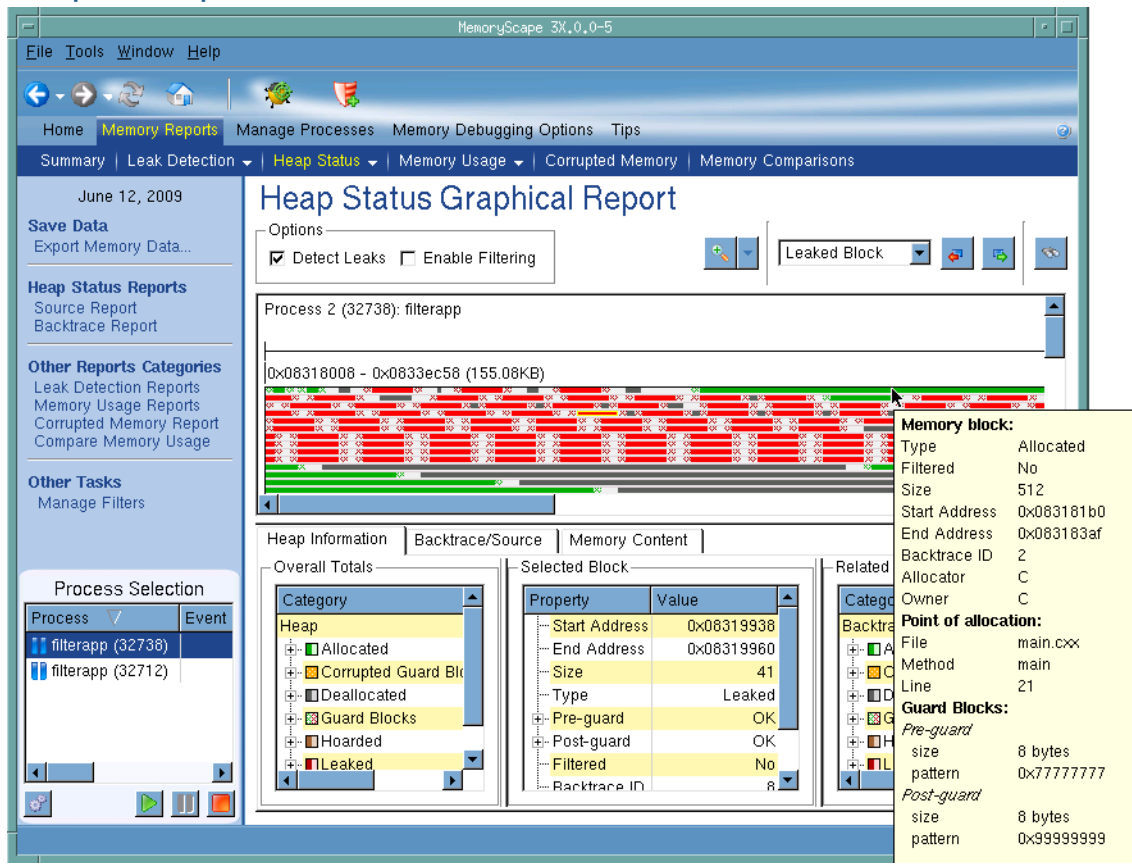 MemoryScape 3X.0.0-5
File Tools Window Help
Home Memory Reports Manage Processes Memory Debugging Options Tips
Summary | Leak Detection | Heap Status | Memory Usage | Corrupted Memory | Memory Comparisons
June 12, 2009
Save Data
Export Memory Data...
Heap Status Reports
Source Report
Backtrace Report
Other Reports Categories
Leak Detection Reports
Memory Usage Reports
Corrupted Memory Report
Compare Memory Usage
Other Tasks
Manage Filters
Process Selection
Process Event
filterapp (32738)
filterapp (32712)
Heap Status Graphical Report
Options
Detect Leaks Enable Filtering
Leaked Block
Process 2 (32738): filterapp
0x08318008 - 0x0833ec58 (155.08KB)
Heap Information Backtrace/Source Memory Content
Overall Totals
Category
Heap
Allocated
Corrupted Guard Blo
Deallocated
Guard Blocks
Hoarded
Leaked
Selected Block
Property Value
Start Address 0x08319938
End Address 0x08319960
Size 41
Type Leaked
Pre-guard OK
Post-guard OK
Filtered No
Backtrace ID 8
Related
Catego
Backtra
A
C
D
G
H
L
Memory block:
Type Allocated
Filtered No
Size 512
Start Address 0x083181b0
End Address 0x083183af
Backtrace ID 2
Allocator C
Owner C
Point of allocation:
File main.cxx
Method main
Line 21
Guard Blocks:
Pre-guard
size 8 bytes
pattern 0x77777777
Post-guard
size 8 bytes
pattern 0x99999999